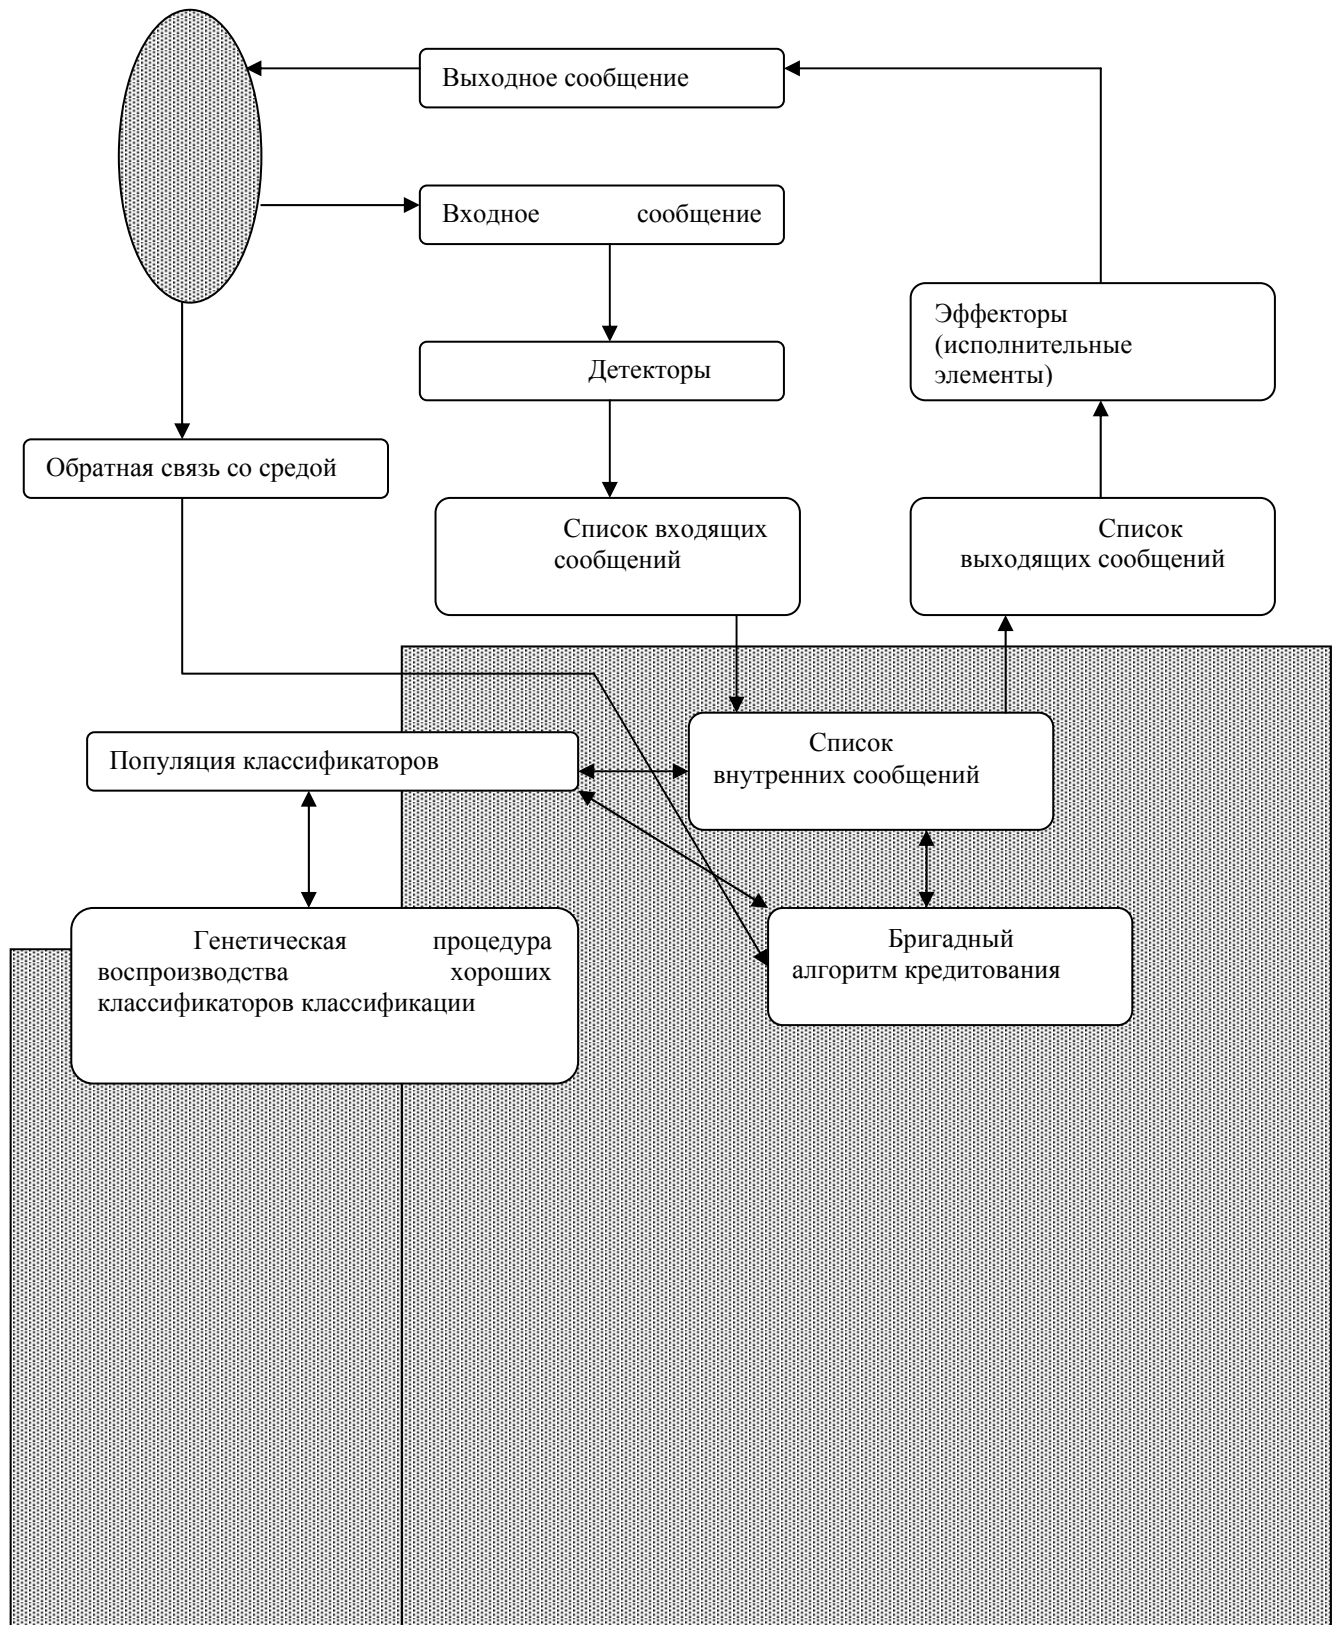 Выходное сообщение
Входное сообщение
Эффекторы
(исполнительные
элементы)
Детекторы
Обратная связь со средой
Список входящих
сообщений
Список
выходящих сообщений
Список
внутренних сообщений
Популяция классификаторов
Генетическая процедура
воспроизводства хороших
классификаторов классификации
Бригадный
алгоритм кредитования